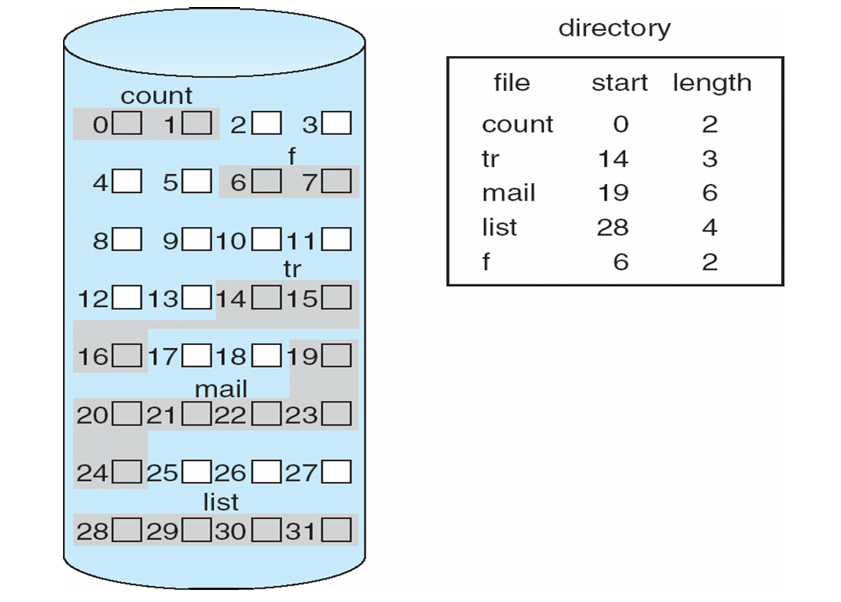 count
0 1 2 3
f
4 5 6 7
8 9 10 11
tr
12 13 14 15
16 17 18 19
mail
20 21 22 23
24 25 26 27
list
28 29 30 31
directory
file start length
count 0 2
tr 14 3
mail 19 6
list 28 4
f 6 2